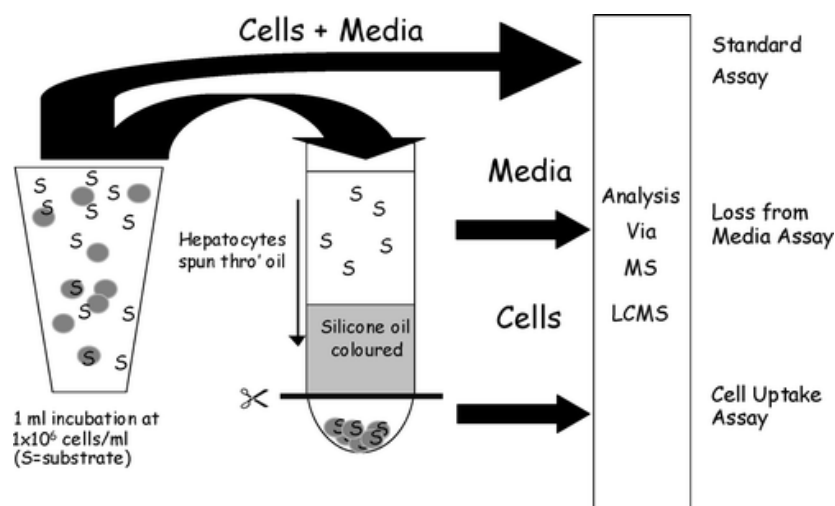 Cells + Media
Standard
Assay
S S S S S S S S S S S S
1 ml incubation at
1x10⁶ cells/ml
(S=substrate)
Hepatocytes
spun thro' oil
S S S S S S
Silicone oil
coloured
S S S S
Media
Cells
Analysis
Via
MS
LCMS
Loss from
Media Assay
Cell Uptake
Assay